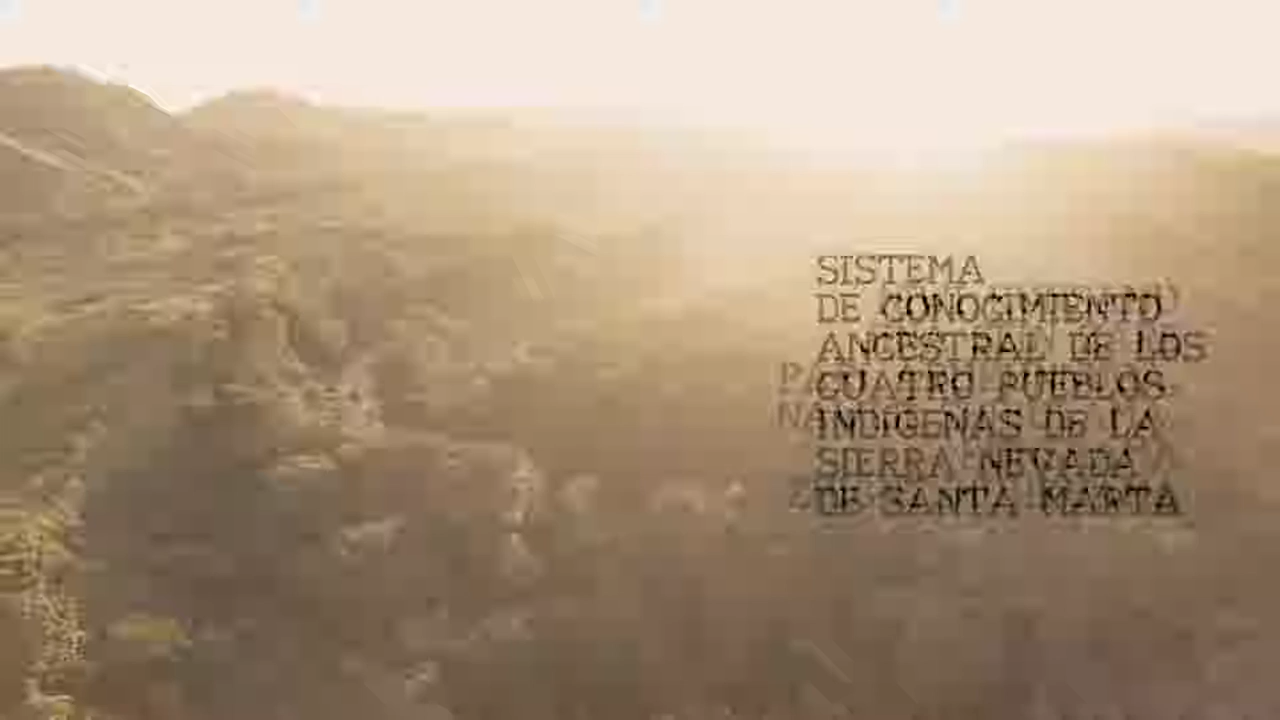 SISTEMA
DE CONOCIMIENTO
ANCESTRAL DE LOS
CUATRO PUEBLOS
INDÍGENAS DE LA
SIERRA NEVADA
DE SANTA MARTA